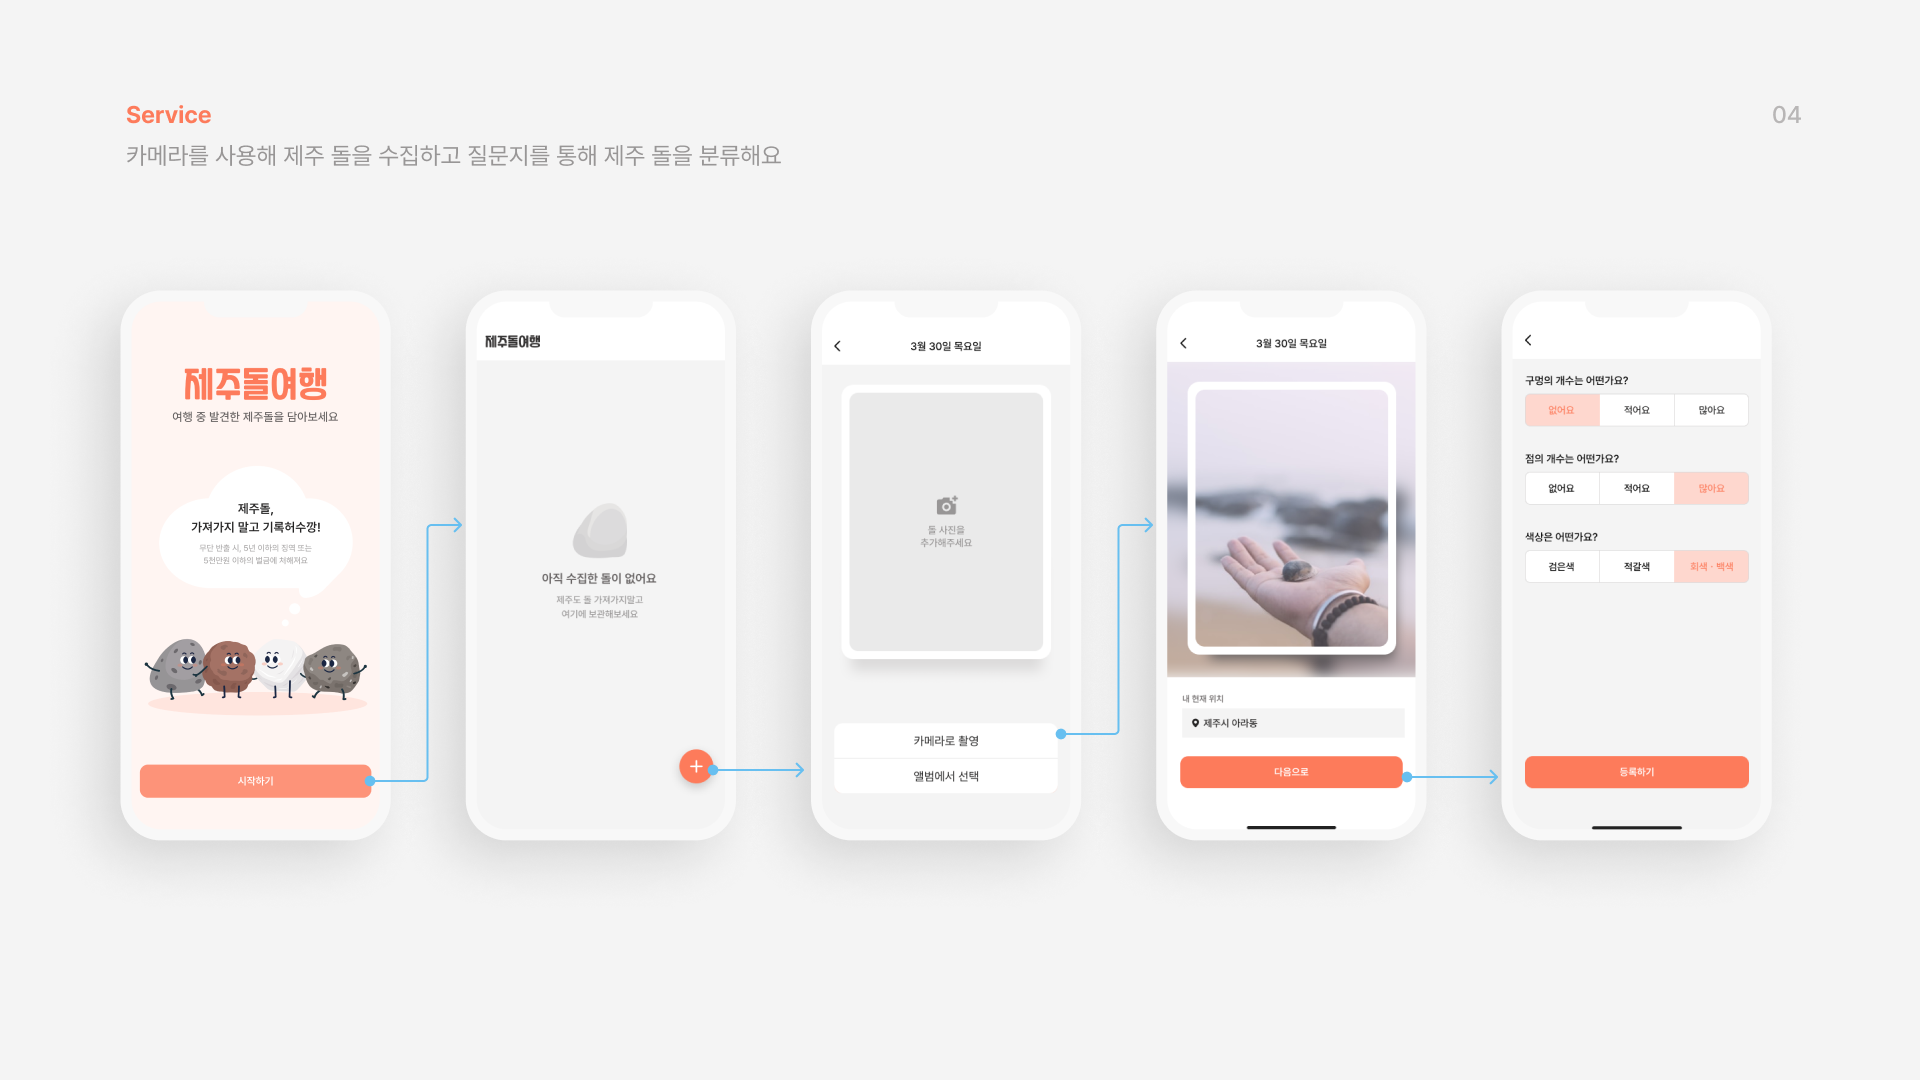 Service
04
카메라를 사용해 제주 돌을 수집하고 질문지를 통해 제주 돌을 분류해요
제주돌여행
여행 중 발견한 제주돌을 담아보세요
제주돌,
가져가지 말고 기록허수깡!
무단 반출 시, 5년 이하의 징역 또는
5천만원 이하의 벌금에 처해져요
시작하기
제주돌여행
아직 수집한 돌이 없어요
제주도 돌 가져가지말고
여기에 보관해보세요
3월 30일 목요일
돌 사진을
추가해주세요
카메라로 촬영
앨범에서 선택
3월 30일 목요일
내 현재 위치
제주시 아라동
다음으로
구멍의 개수는 어떤가요?
없어요 적어요 많아요
점의 개수는 어떤가요?
없어요 적어요 많아요
색상은 어떤가요?
검은색 적갈색 회색 · 백색
등록하기